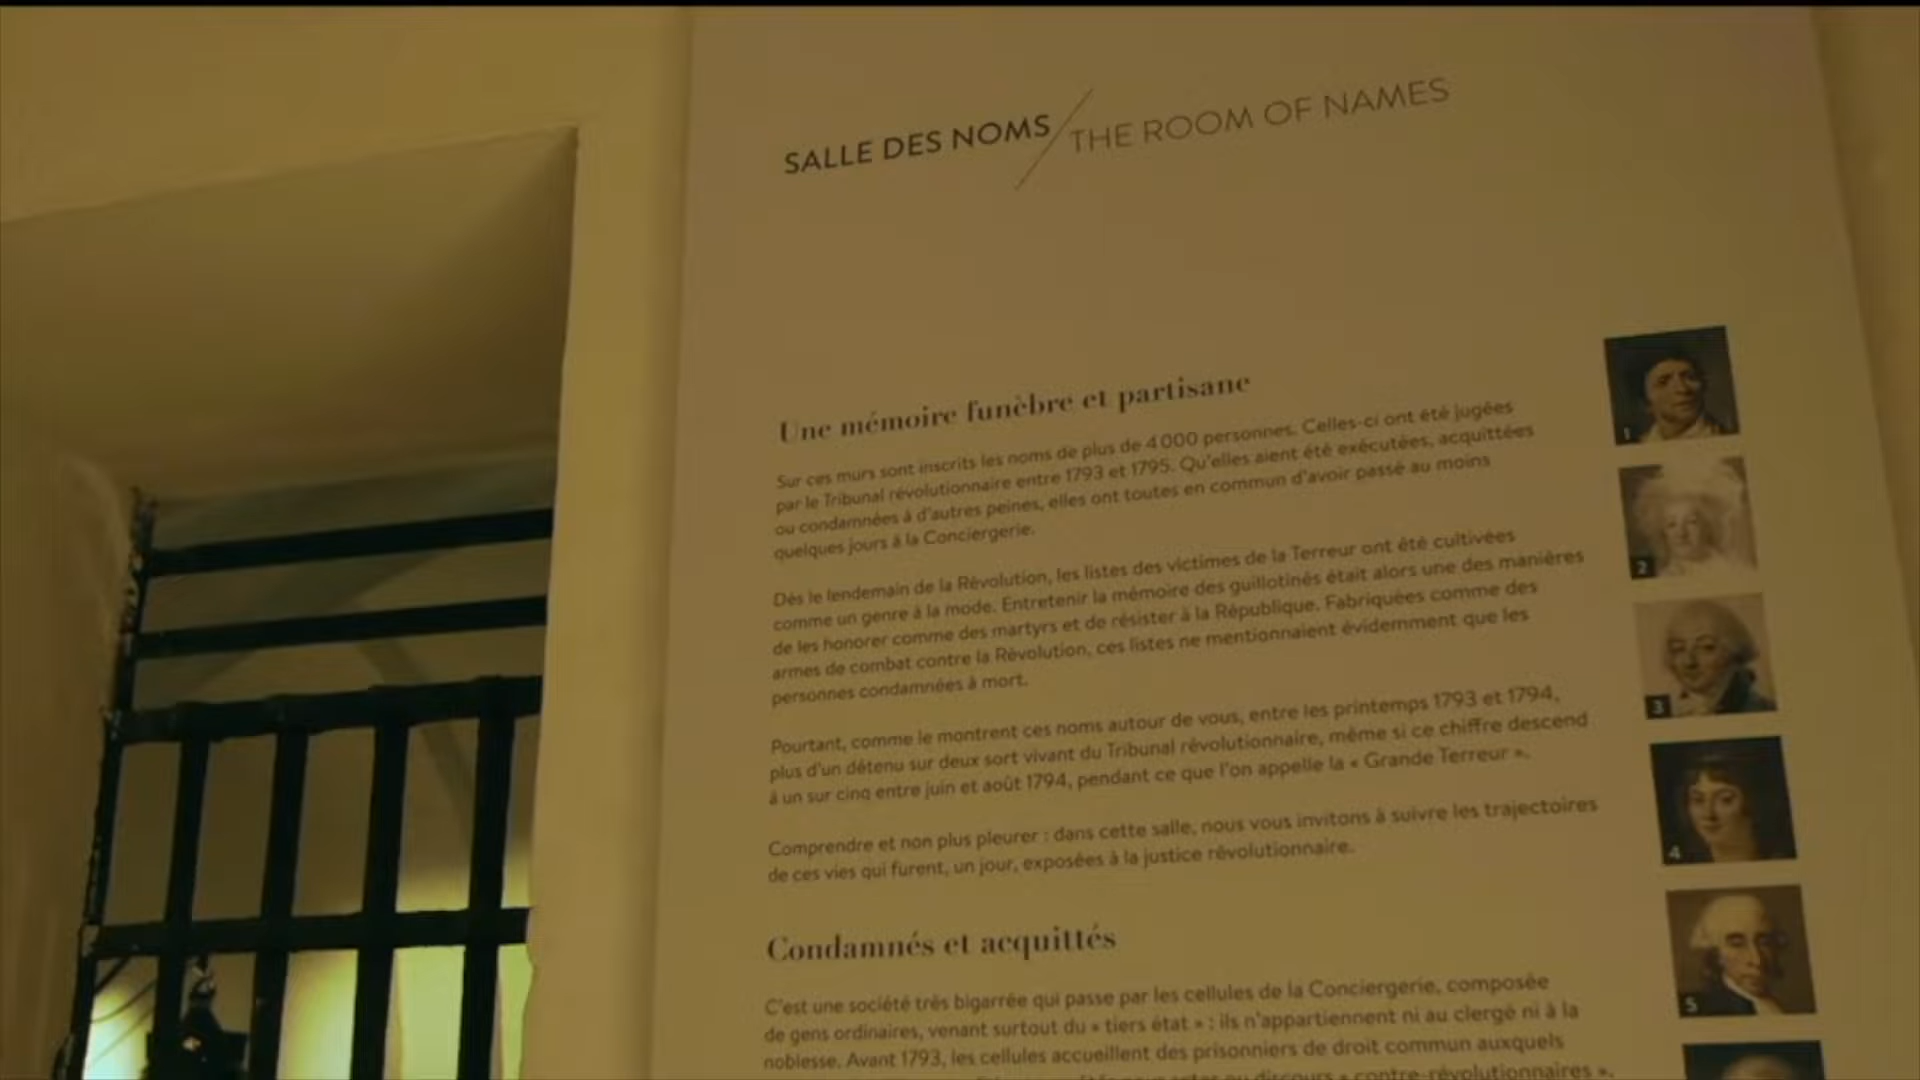 SALLE DES NOMS / THE ROOM OF NAMES
Une mémoire funèbre et partisane
Sur ces murs sont inscrits les noms de plus de 4 000 personnes. Celles-ci ont été jugées
par le Tribunal révolutionnaire entre 1793 et 1795. Qu'elles aient été exécutées, acquittées
ou condamnées à d'autres peines, elles ont toutes en commun d'avoir passé au moins
quelques jours à la Conciergerie.
Dès le lendemain de la Révolution, les listes des victimes de la Terreur ont été cultivées
comme un genre à la mode. Entretenir la mémoire des guillotinés était alors une des manières
de les honorer comme des martyrs et de résister à la République. Fabriquées comme des
armes de combat contre la Révolution, ces listes ne mentionnaient évidemment que les
personnes condamnées à mort.
Pourtant, comme le montrent ces noms autour de vous, entre les printemps 1793 et 1794,
plus d'un détenu sur deux sort vivant du Tribunal révolutionnaire, même si ce chiffre descend
à un sur cinq entre juin et août 1794, pendant ce que l'on appelle la « Grande Terreur ».
Comprendre et non plus pleurer : dans cette salle, nous vous invitons à suivre les trajectoires
de ces vies qui furent, un jour, exposées à la justice révolutionnaire.
Condamnés et acquittés
C'est une société très bigarrée qui passe par les cellules de la Conciergerie, composée
de gens ordinaires, venant surtout du « tiers état » : ils n'appartiennent ni au clergé ni à la
noblesse. Avant 1793, les cellules accueillent des prisonniers de droit commun auxquels
ou discours « contre-révolutionnaires ».
1
2
3
4
5